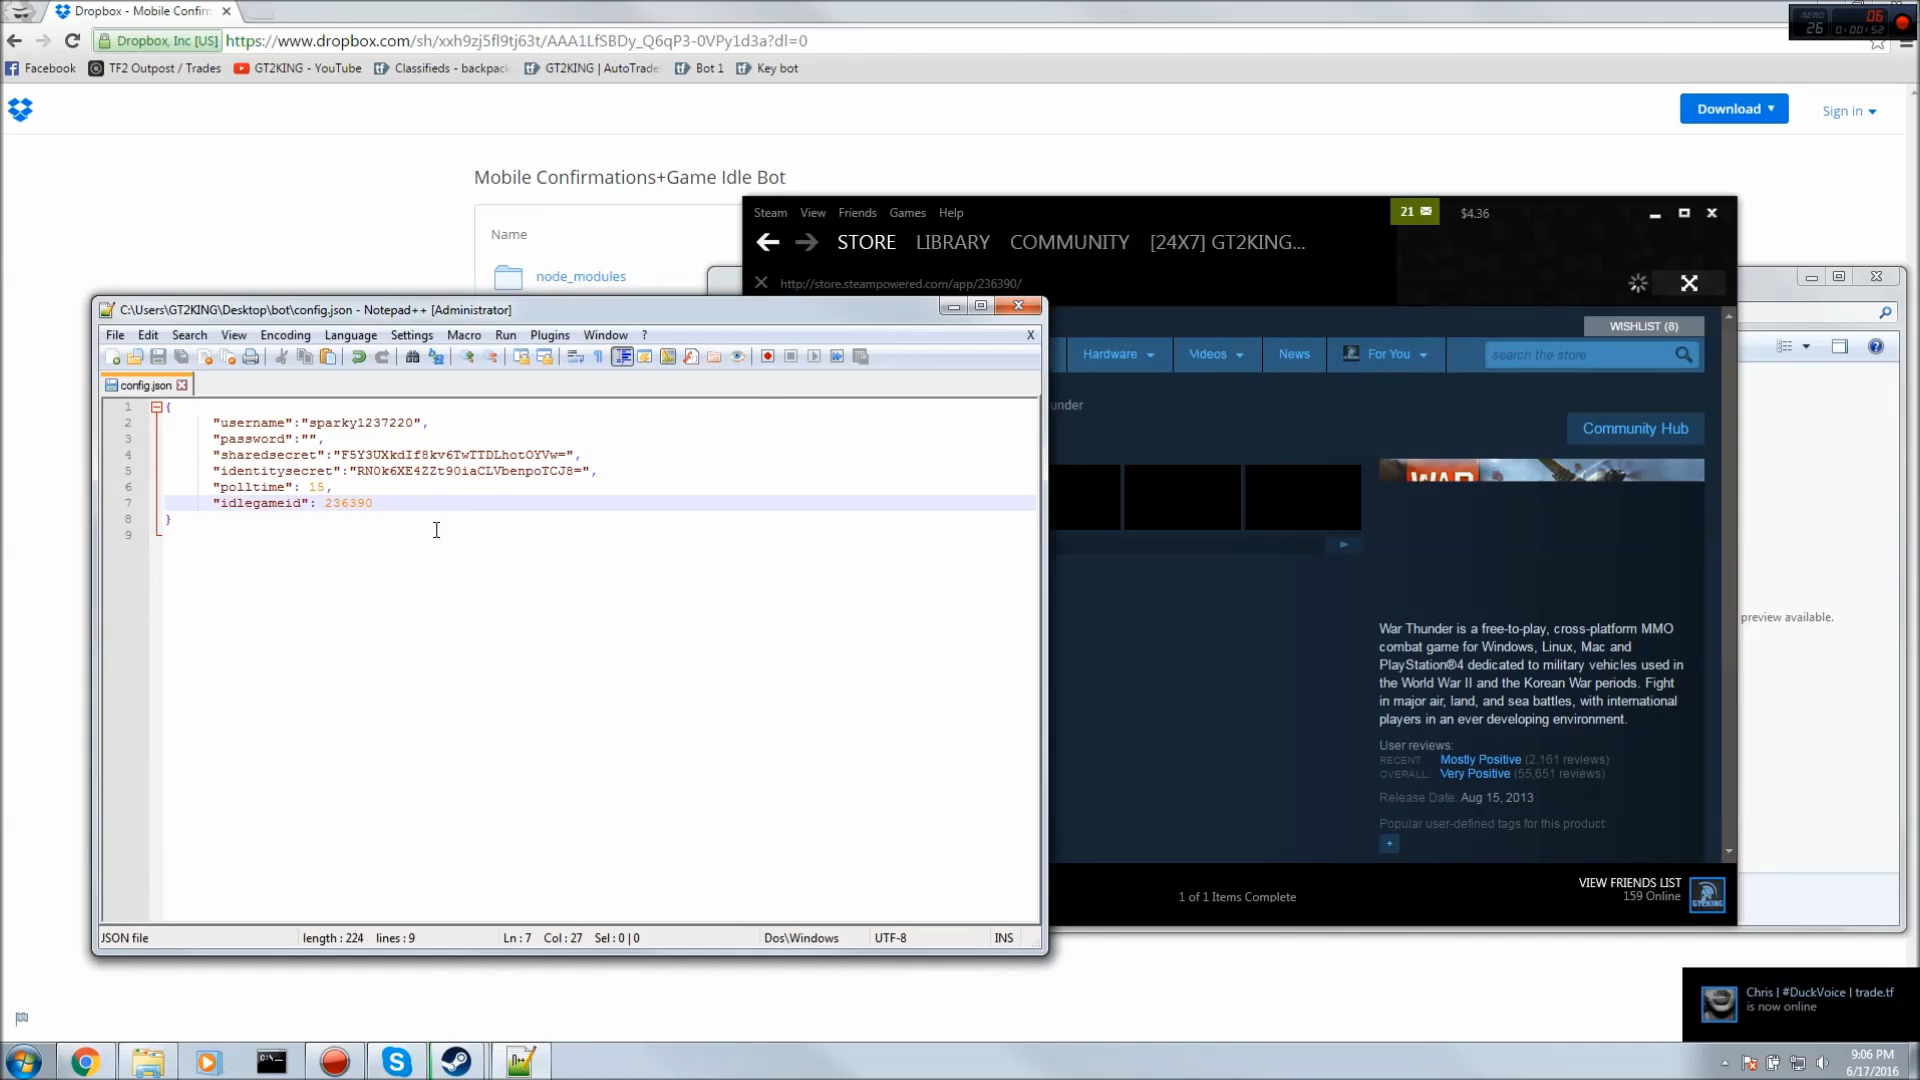 Dropbox - Mobile Confirm
Dropbox, Inc [US] https://www.dropbox.com/sh/xxh9zj5fl9tj63t/AAA1LfSBDy_Q6qP3-0VPy1d3a?dl=0
Facebook TF2 Outpost / Trades GT2KING - YouTube Classifieds - backpac GT2KING | AutoTrade Bot 1 Key bot
26 06 0:00:52
Download Sign in
Mobile Confirmations+Game Idle Bot
Name
node_modules
Steam View Friends Games Help 21 $4.36
STORE LIBRARY COMMUNITY [24X7] GT2KING...
http://store.steampowered.com/app/236390/
WISHLIST (8)
Hardware Videos News For You search the store
under
Community Hub
WAR
War Thunder is a free-to-play, cross-platform MMO
combat game for Windows, Linux, Mac and
PlayStation®4 dedicated to military vehicles used in
the World War II and the Korean War periods. Fight
in major air, land, and sea battles, with international
players in an ever developing environment.
User reviews:
RECENT: Mostly Positive (2,161 reviews)
OVERALL: Very Positive (55,651 reviews)
Release Date: Aug 15, 2013
Popular user-defined tags for this product:
+
1 of 1 Items Complete
VIEW FRIENDS LIST
159 Online
preview available.
C:\Users\GT2KING\Desktop\bot\config.json - Notepad++ [Administrator]
File Edit Search View Encoding Language Settings Macro Run Plugins Window ? X
config.json
1 {
2 "username":"sparky1237220",
3 "password":"",
4 "sharedsecret":"F5Y3UXkdIf8kv6TwTTDLhotOYVw=",
5 "identitysecret":"RN0k6XE4ZZt90iaCLVbenpoTCJ8=",
6 "polltime": 15,
7 "idlegameid": 236390
8 }
9
JSON file length : 224 lines : 9 Ln : 7 Col : 27 Sel : 0 | 0 Dos\Windows UTF-8 INS
Chris | #DuckVoice | trade.tf
is now online
9:06 PM
6/17/2016